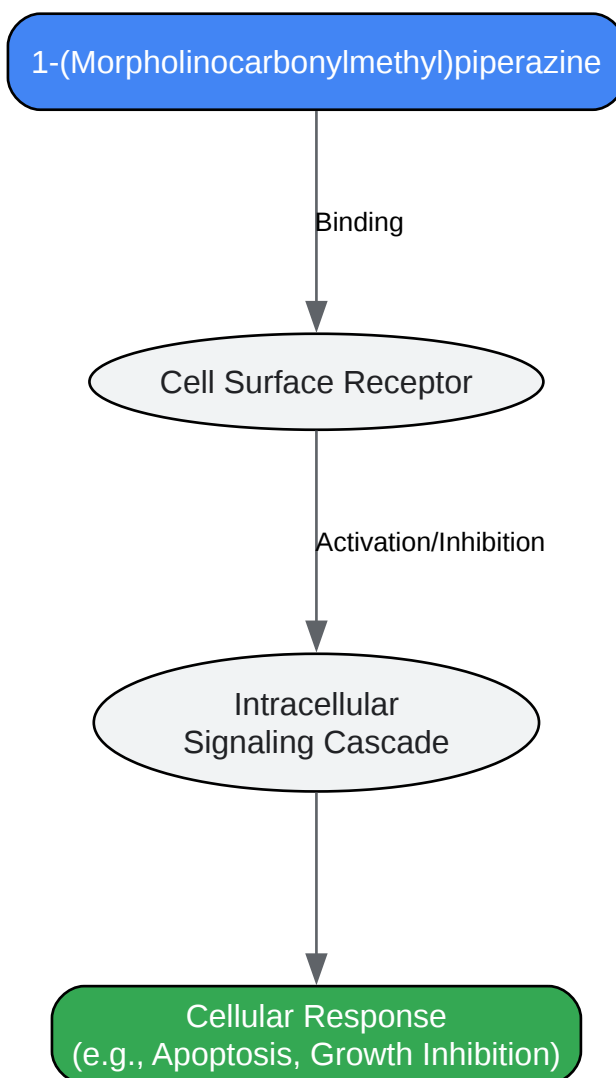 1-(Morpholinocarbonylmethyl)piperazine
Binding
Cell Surface Receptor
Activation/Inhibition
Intracellular
Signaling Cascade
Cellular Response
(e.g., Apoptosis, Growth Inhibition)